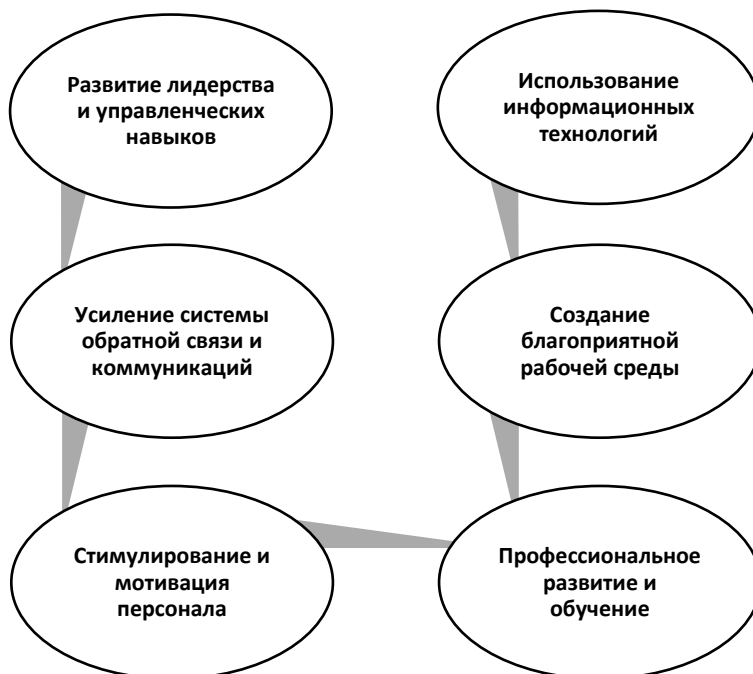 Развитие лидерства
и управленческих
навыков
Усиление системы
обратной связи и
коммуникаций
Стимулирование и
мотивация
персонала
Профессиональное
развитие и
обучение
Создание
благоприятной
рабочей среды
Использование
информационных
технологий